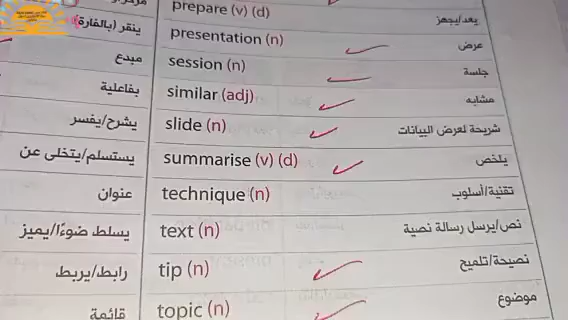 prepare (v) (d) يعد/يجهز
ينقر (بالفارة) presentation (n) عرض
مبدع session (n) جلسة
بفاعلية similar (adj) مشابه
يشرح/يفسر slide (n) شريحة لعرض البيانات
يستسلم/يتخلى عن summarise (v) (d) يلخص
عنوان technique (n) تقنية/أسلوب
يسلط ضوءًا/يميز text (n) نص/يرسل رسالة نصية
رابط/يربط tip (n) نصيحة/تلميح
قائمة topic (n) موضوع